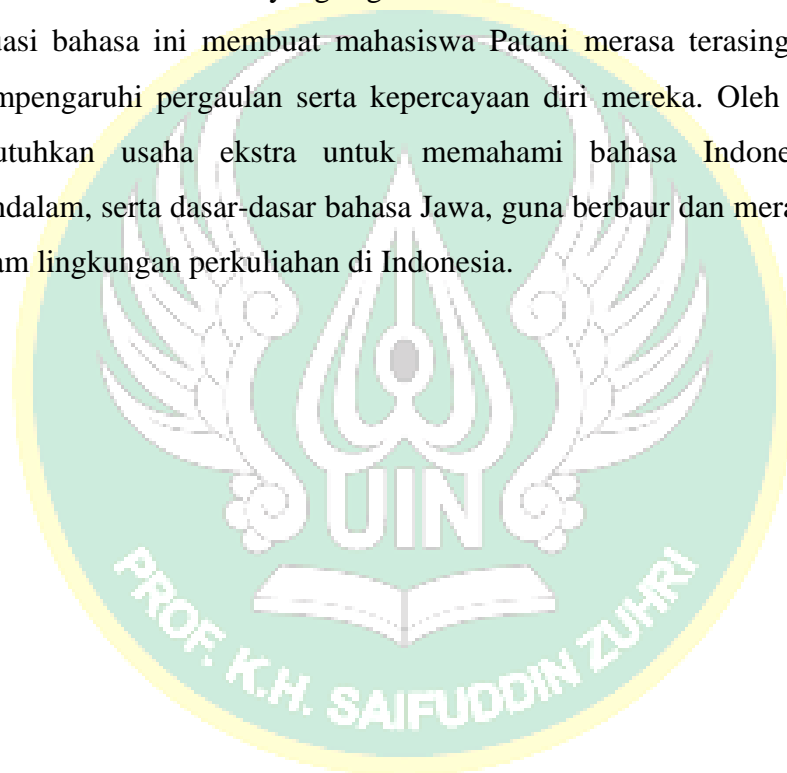 uasi bahasa ini membuat mahasiswa Patani merasa terasing
mpengaruhi pergaulan serta kepercayaan diri mereka. Oleh
utuhkan usaha ekstra untuk memahami bahasa Indone
ndalam, serta dasar-dasar bahasa Jawa, guna berbaur dan mera
am lingkungan perkuliahan di Indonesia.
UIN
PROF. K.H. SAIFUDDIN ZUHRI